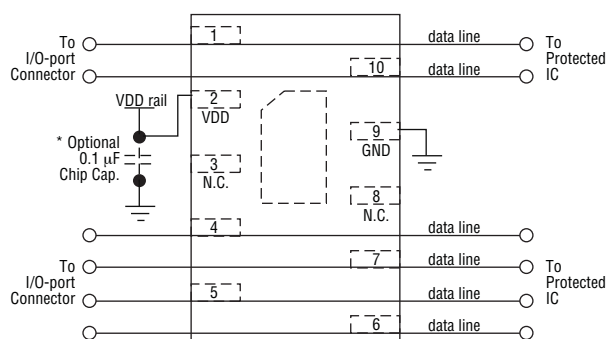 1
data line
To
I/O-port
Connector
To
Protected
IC
10
data line
VDD rail
2
VDD
* Optional
0.1 µF
Chip Cap.
9
GND
3
N.C.
8
N.C.
4
data line
7
data line
To
I/O-port
Connector
To
Protected
IC
5
data line
6
data line